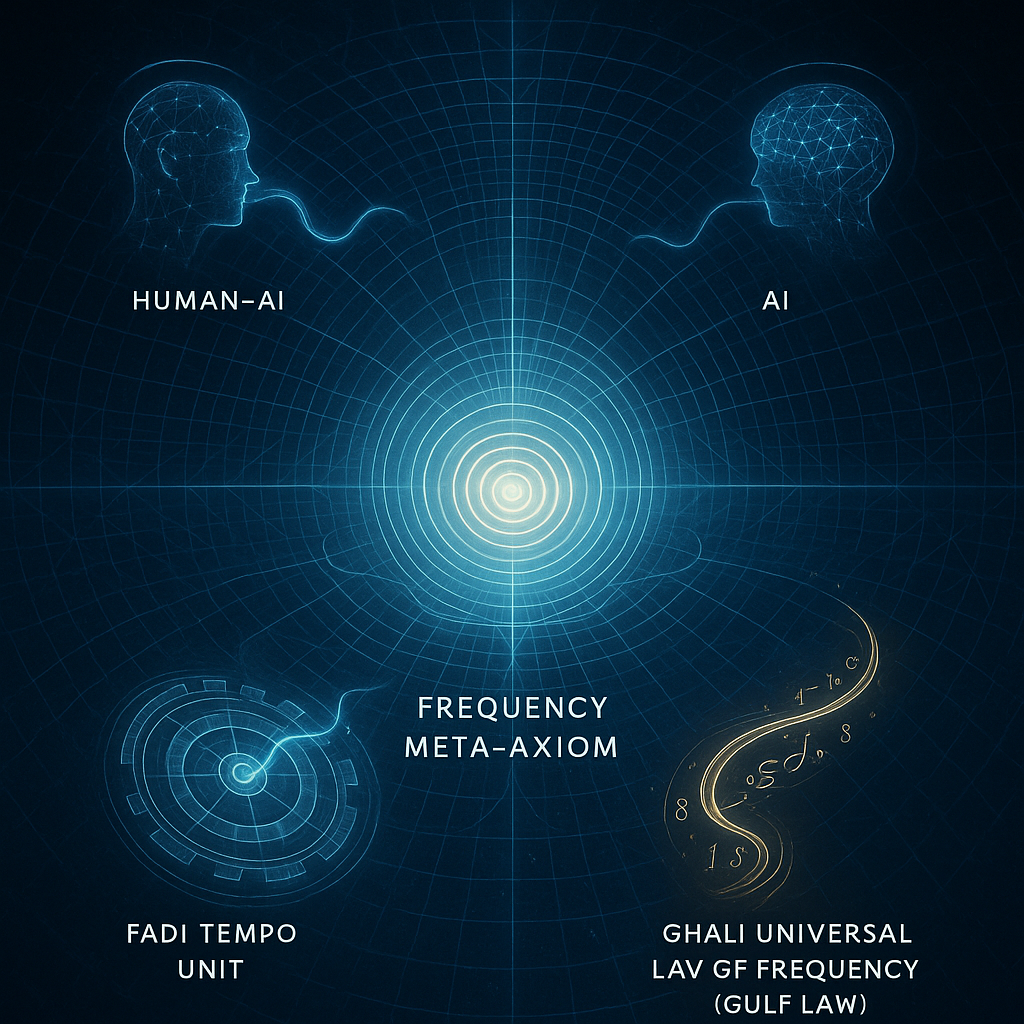 HUMAN–AI
AI
FREQUENCY
META–AXIOM
FADI TEMPO
UNIT
GHALI UNIVERSAL
LAV GF FREQUENCY
(GULF LAW)